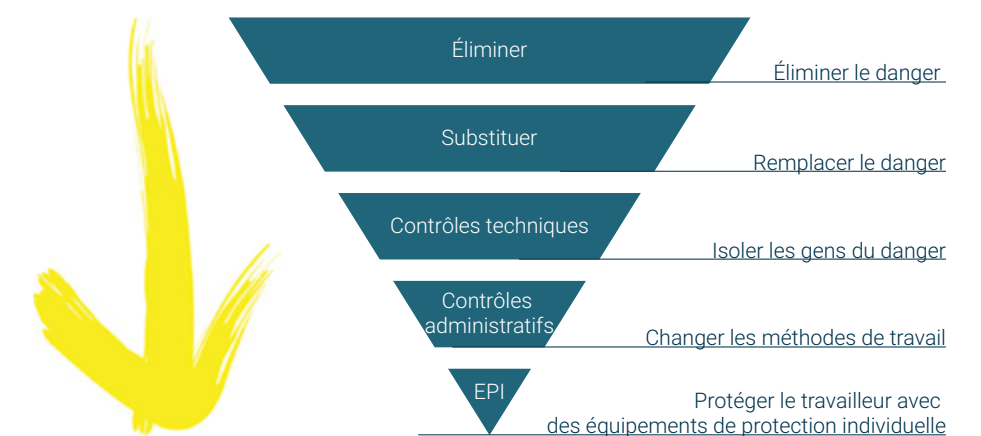 Éliminer
Éliminer le danger
Substituer
Remplacer le danger
Contrôles techniques
Isoler les gens du danger
Contrôles
administratifs
Changer les méthodes de travail
EPI
Protéger le travailleur avec
des équipements de protection individuelle